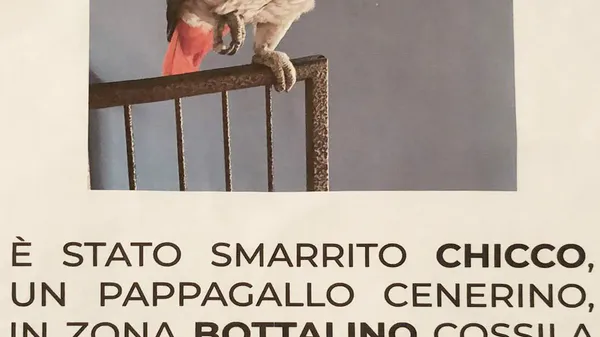 È STATO SMARRITO CHICCO,
UN PAPPAGALLO CENERINO,
IN ZONA BOTTALINO COSSILA